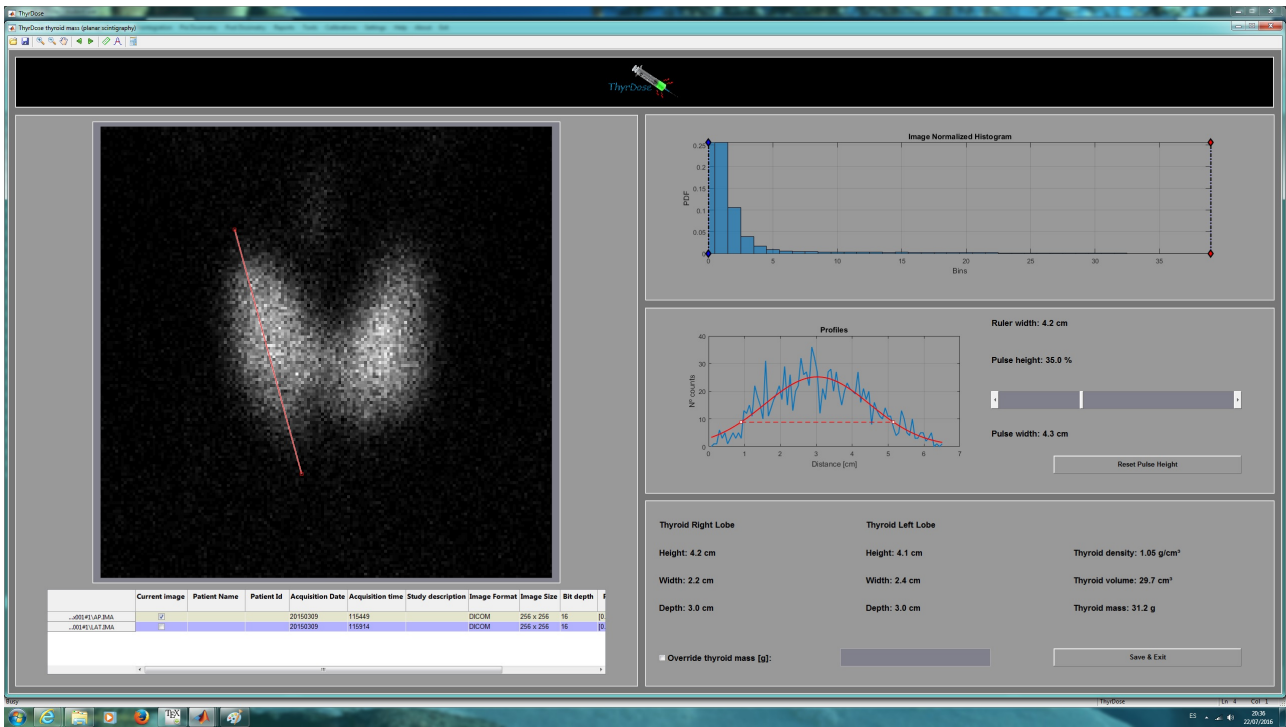 ThyrDose
ThyrDose thyroid mass (planar scintigraphy)
ThyrDose
Image Normalized Histogram
PDF
0.25
0.2
0.15
0.1
0.05
0
0 5 10 15 20 25 30 35
Bins
Profiles
Nº counts
40
30
20
10
0
0 1 2 3 4 5 6 7
Distance [cm]
Ruler width: 4.2 cm
Pulse height: 35.0 %
Pulse width: 4.3 cm
Reset Pulse Height
Thyroid Right Lobe Thyroid Left Lobe
Height: 4.2 cm Height: 4.1 cm Thyroid density: 1.05 g/cm³
Width: 2.2 cm Width: 2.4 cm Thyroid volume: 29.7 cm³
Depth: 3.0 cm Depth: 3.0 cm Thyroid mass: 31.2 g
Override thyroid mass [g]:
Save & Exit
Current image Patient Name Patient Id Acquisition Date Acquisition time Study description Image Format Image Size Bit depth
...x001#1\AP.IMA 20150309 115449 DICOM 256 x 256 16 [0
...001#1\LAT.IMA 20150309 115914 DICOM 256 x 256 16 [0
Busy
ThyrDose Ln 4 Col 1
ES 20:36
22/07/2016